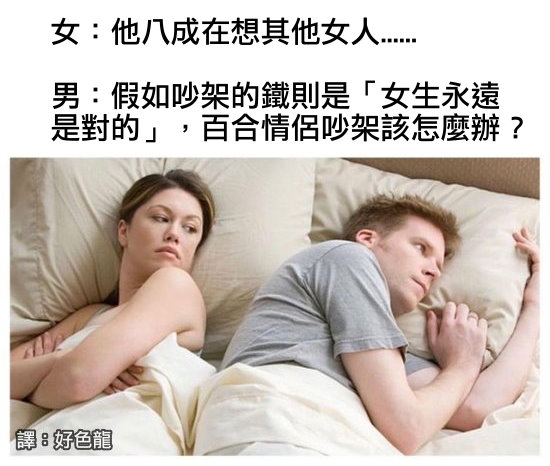 女：他八成在想其他女人......
男：假如吵架的鐵則是「女生永遠
是對的」，百合情侶吵架該怎麼辦？
譯：好色龍